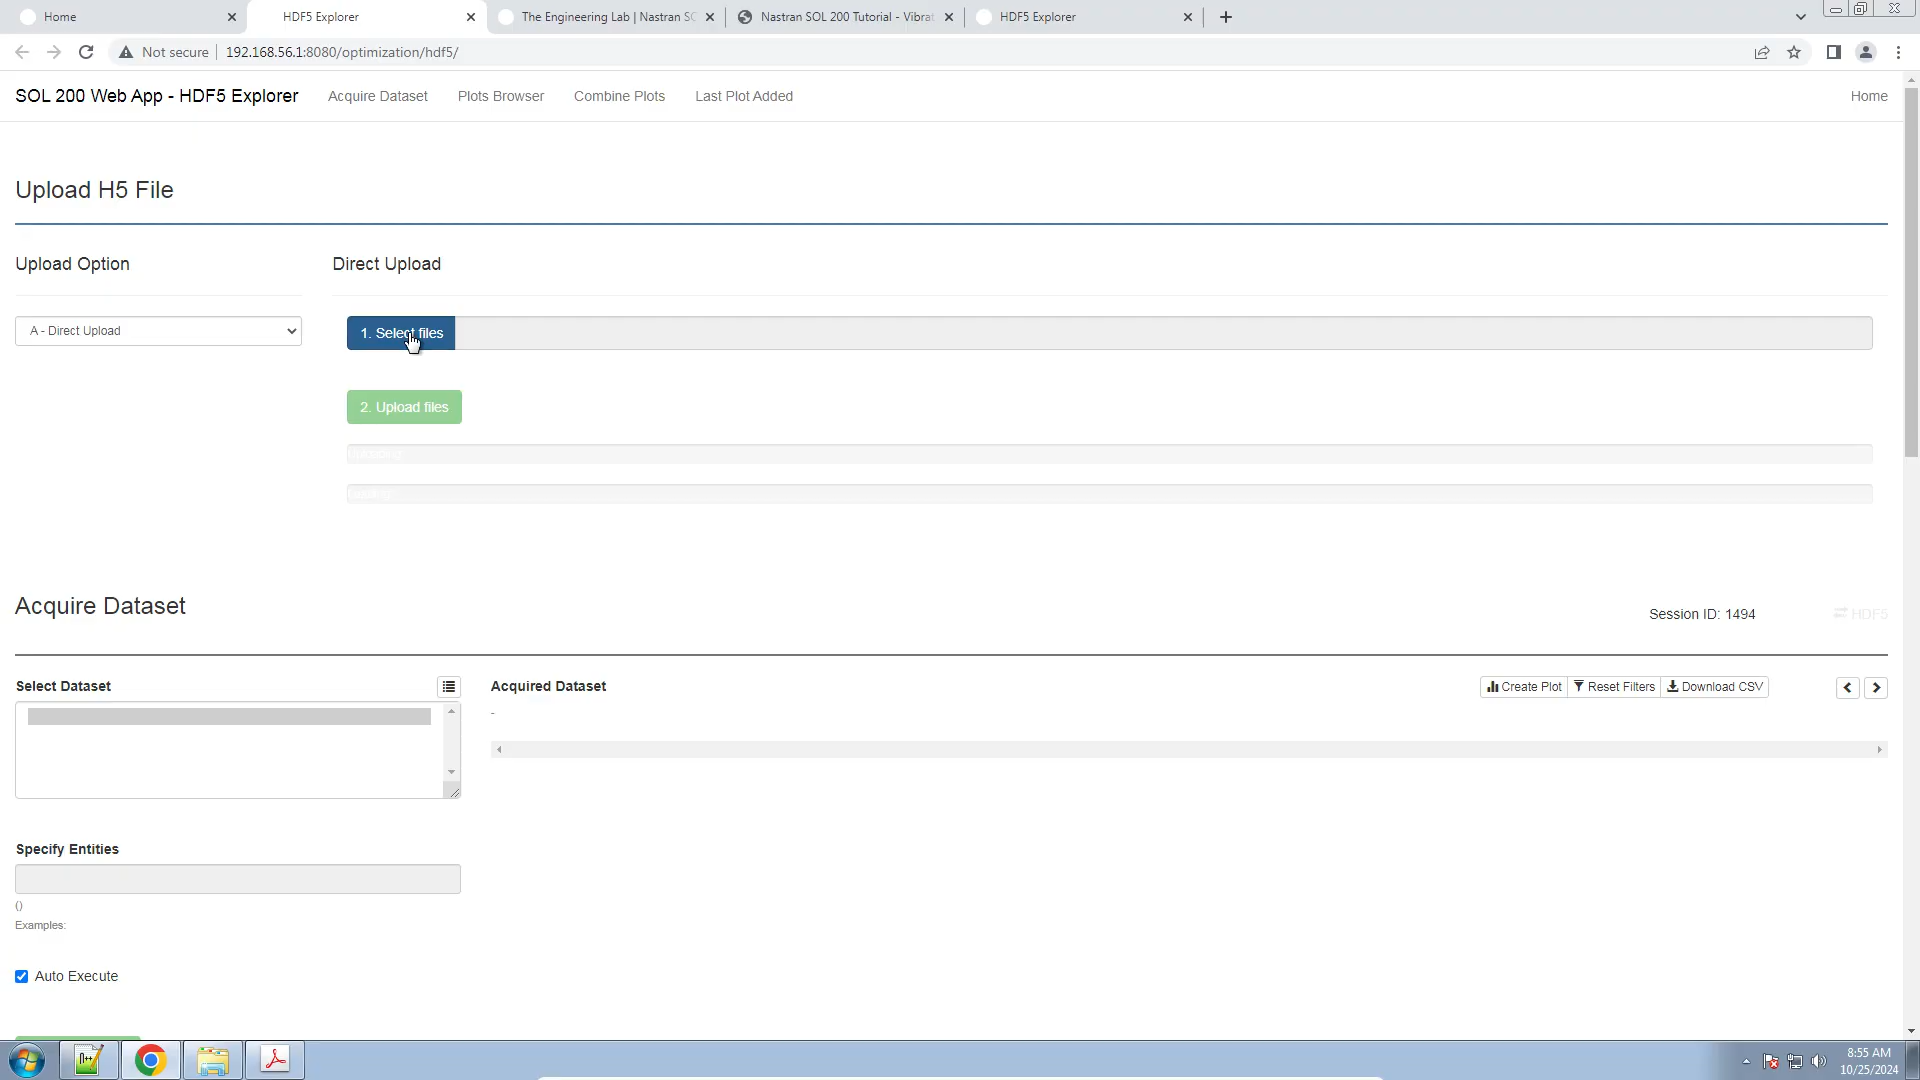 Home
HDF5 Explorer
The Engineering Lab | Nastran SO
Nastran SOL 200 Tutorial - Vibrat
HDF5 Explorer
Not secure
192.168.56.1:8080/optimization/hdf5/
SOL 200 Web App - HDF5 Explorer
Acquire Dataset
Plots Browser
Combine Plots
Last Plot Added
Home
Upload H5 File
Upload Option
Direct Upload
A - Direct Upload
1. Select files
2. Upload files
Acquire Dataset
Session ID: 1494
HDF5
Select Dataset
Acquired Dataset
Create Plot
Reset Filters
Download CSV
-
Specify Entities
()
Examples:
Auto Execute
8:55 AM
10/25/2024